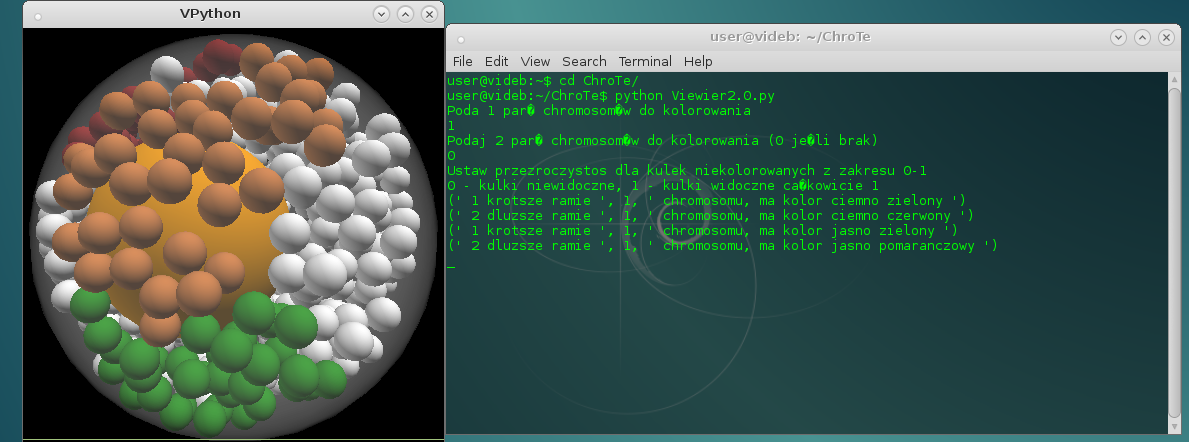 VPython
user@videb: ~/ChroTe
File Edit View Search Terminal Help
user@videb:~$ cd ChroTe/
user@videb:~/ChroTe$ python Viewier2.0.py
Poda 1 par� chromosom�w do kolorowania
1
Podaj 2 par� chromosom�w do kolorowania (0 je�li brak)
0
Ustaw przezroczystos dla kulek niekolorowanych z zakresu 0-1
0 - kulki niewidoczne, 1 - kulki widoczne ca�kowicie 1
(' 1 krotsze ramie ', 1, ' chromosomu, ma kolor ciemno zielony ')
(' 2 dluzsze ramie ', 1, ' chromosomu, ma kolor ciemno czerwony ')
(' 1 krotsze ramie ', 1, ' chromosomu, ma kolor jasno zielony ')
(' 2 dluzsze ramie ', 1, ' chromosomu, ma kolor jasno pomaranczowy ')
_